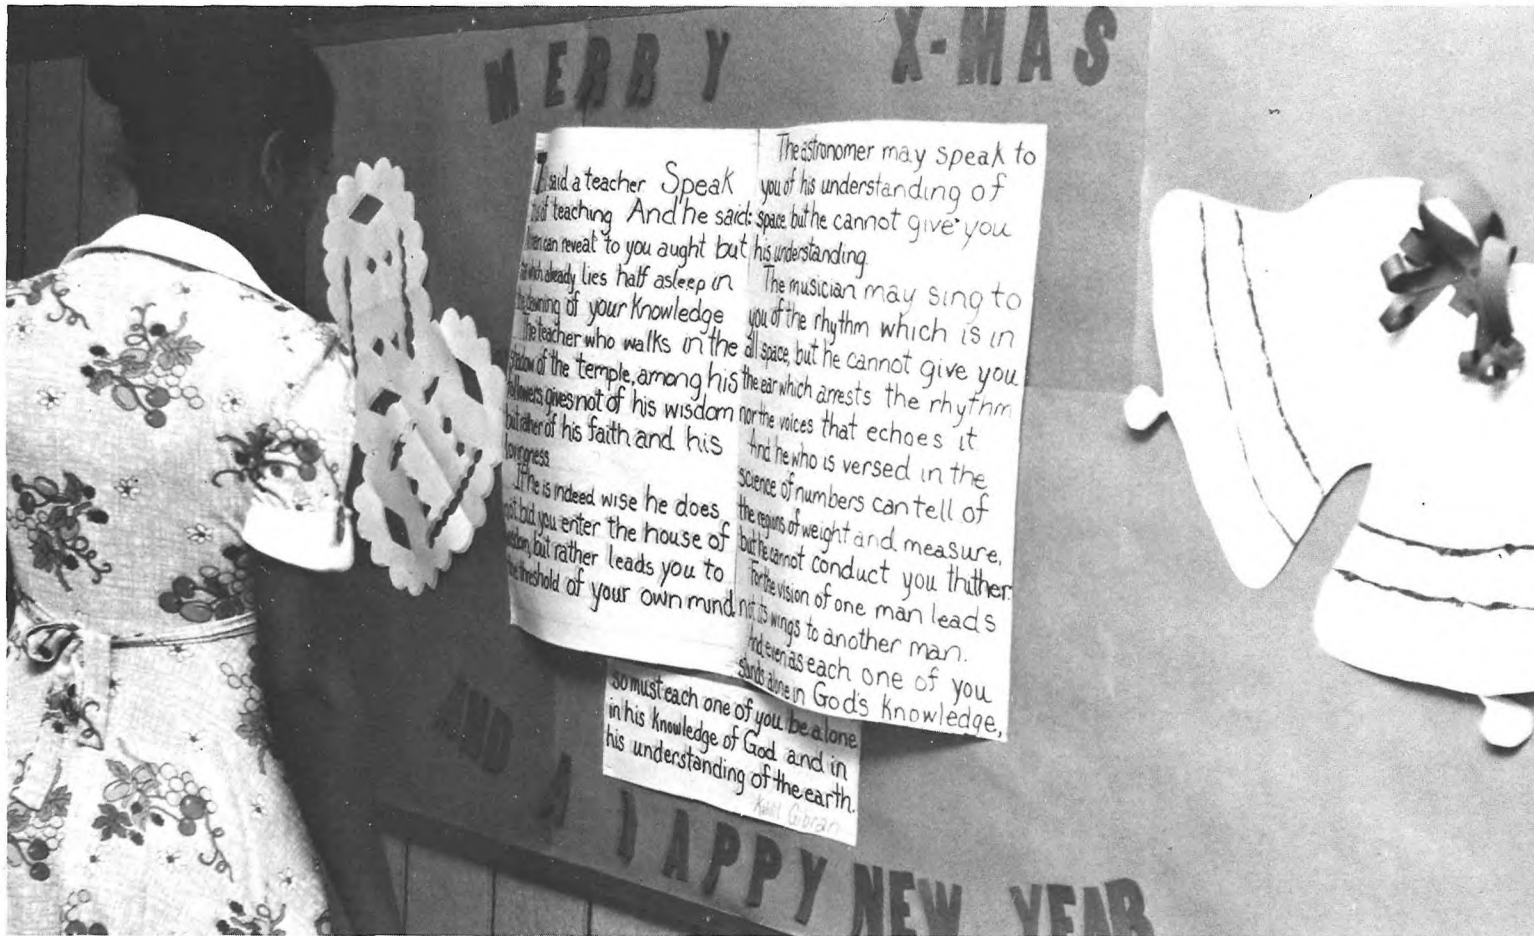 MERRY X-MAS
said a teacher Speak
us of teaching And he said:
man can reveal to you aught but
that which already lies half asleep in
the dawning of your Knowledge
The teacher who walks in the
shadow of the temple, among his
followers, gives not of his wisdom
but rather of his faith and his
lovingness
If he is indeed wise he does
not bid you enter the house of
wisdom, but rather leads you to
the threshold of your own mind
The astronomer may speak to
you of his understanding of
space but he cannot give you
his understanding
The musician may sing to
you of the rhythm which is in
all space, but he cannot give you
the ear which arrests the rhythm
nor the voices that echoes it
And he who is versed in the
science of numbers can tell of
the regions of weight and measure,
but he cannot conduct you thither.
For the vision of one man leads
not its wings to another man.
And even as each one of you
stands alone in God's Knowledge,
so must each one of you be alone
in his Knowledge of God and in
his understanding of the earth.
Kahlil Gibran
AND A HAPPY NEW YEAR